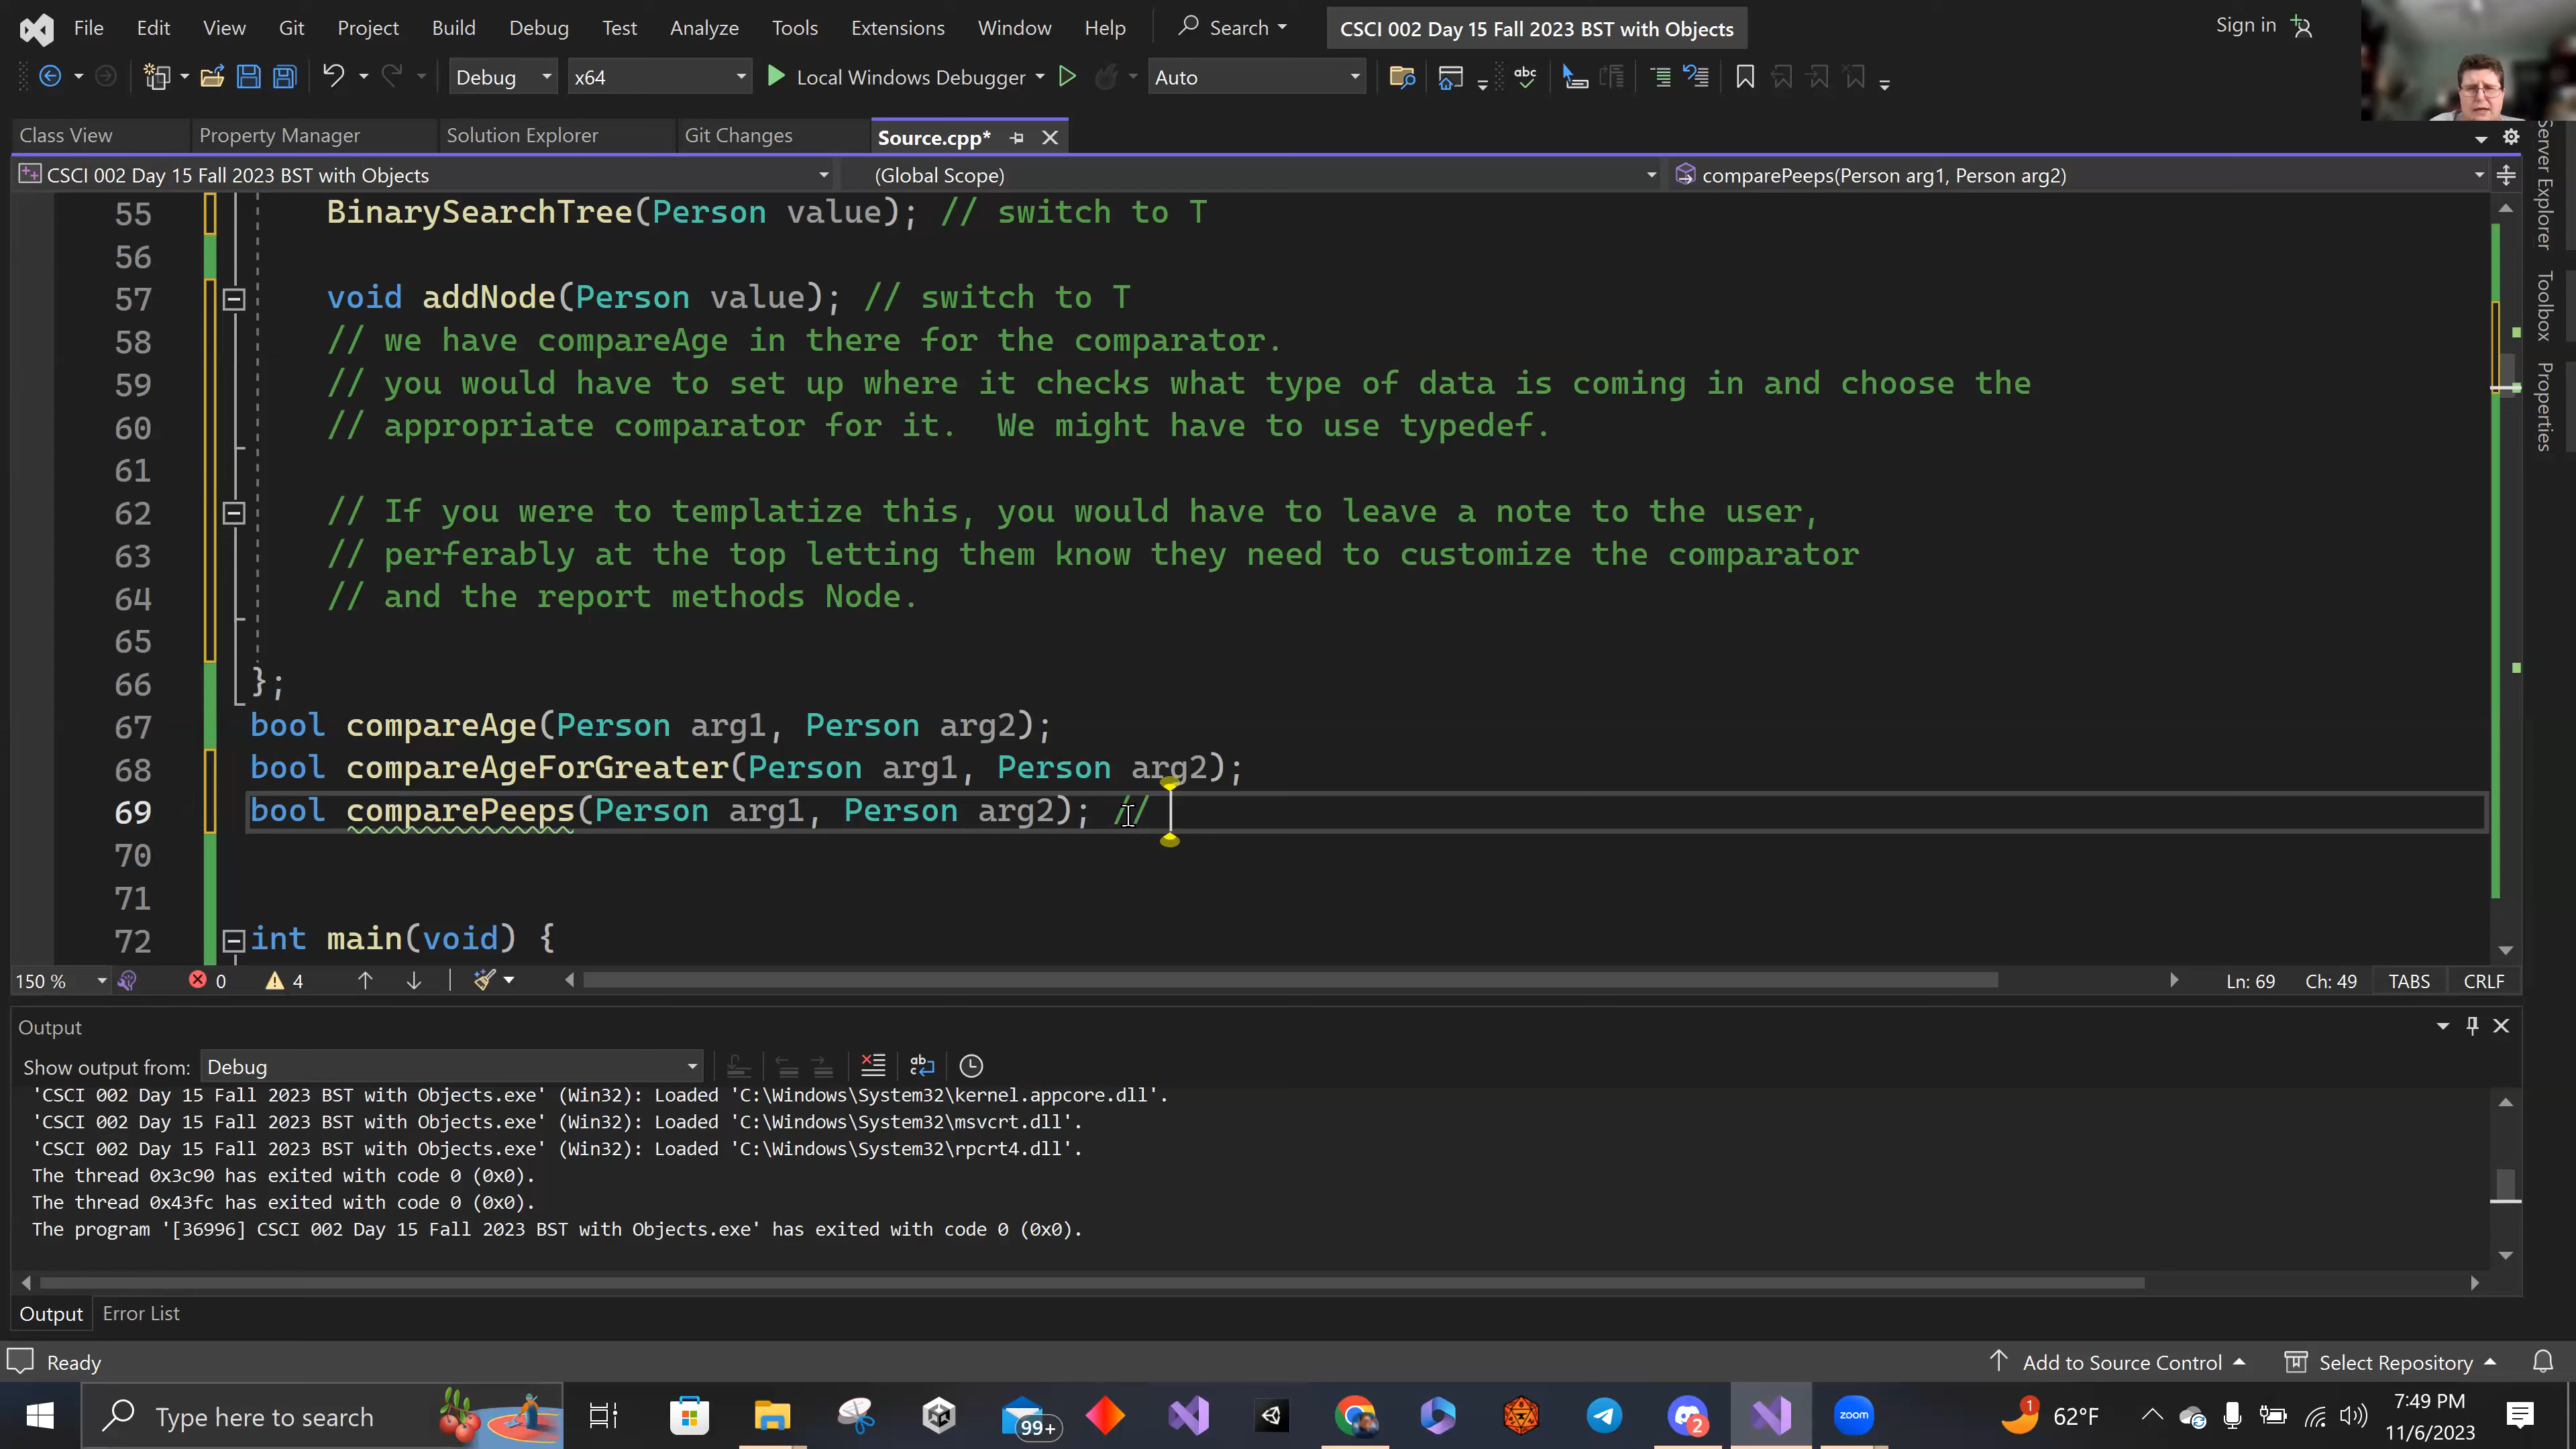 File Edit View Git Project Build Debug Test Analyze Tools Extensions Window Help Search CSCI 002 Day 15 Fall 2023 BST with Objects Sign in
Debug x64 Local Windows Debugger Auto
Class View Property Manager Solution Explorer Git Changes Source.cpp*
CSCI 002 Day 15 Fall 2023 BST with Objects (Global Scope) comparePeeps(Person arg1, Person arg2)
55 BinarySearchTree(Person value); // switch to T
56
57 void addNode(Person value); // switch to T
58 // we have compareAge in there for the comparator.
59 // you would have to set up where it checks what type of data is coming in and choose the
60 // appropriate comparator for it.  We might have to use typedef.
61
62 // If you were to templatize this, you would have to leave a note to the user,
63 // perferably at the top letting them know they need to customize the comparator
64 // and the report methods Node.
65
66 };
67 bool compareAge(Person arg1, Person arg2);
68 bool compareAgeForGreater(Person arg1, Person arg2);
69 bool comparePeeps(Person arg1, Person arg2); //
70
71
72 int main(void) {
150 % 0 4 Ln: 69 Ch: 49 TABS CRLF
Output
Show output from: Debug
'CSCI 002 Day 15 Fall 2023 BST with Objects.exe' (Win32): Loaded 'C:\Windows\System32\kernel.appcore.dll'.
'CSCI 002 Day 15 Fall 2023 BST with Objects.exe' (Win32): Loaded 'C:\Windows\System32\msvcrt.dll'.
'CSCI 002 Day 15 Fall 2023 BST with Objects.exe' (Win32): Loaded 'C:\Windows\System32\rpcrt4.dll'.
The thread 0x3c90 has exited with code 0 (0x0).
The thread 0x43fc has exited with code 0 (0x0).
The program '[36996] CSCI 002 Day 15 Fall 2023 BST with Objects.exe' has exited with code 0 (0x0).
Output Error List
Ready Add to Source Control Select Repository
Type here to search 99+ 2 zoom 1 62°F 7:49 PM
11/6/2023
Server Explorer
Toolbox
Properties